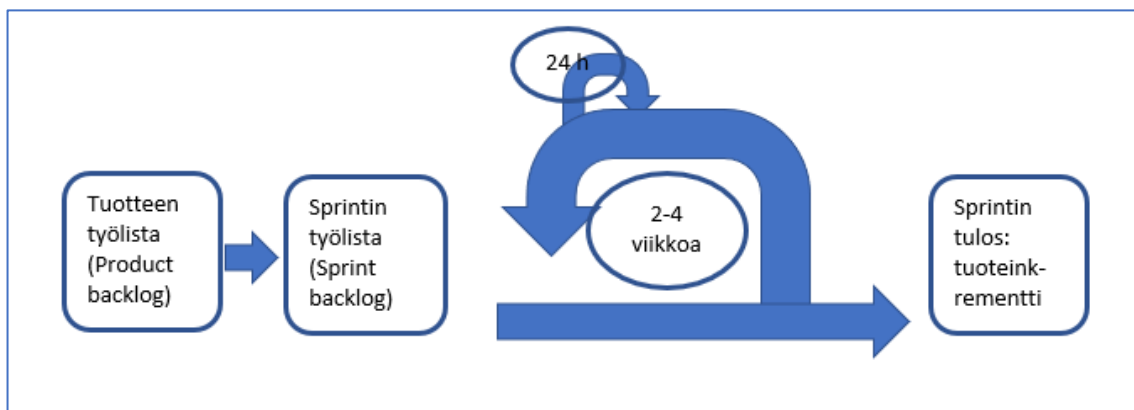 24 h
Tuotteen
työlista
(Product
backlog)
Sprintin
työlista
(Sprint
backlog)
2-4
viikkoa
Sprintin
tulos:
tuoteink-
rementti